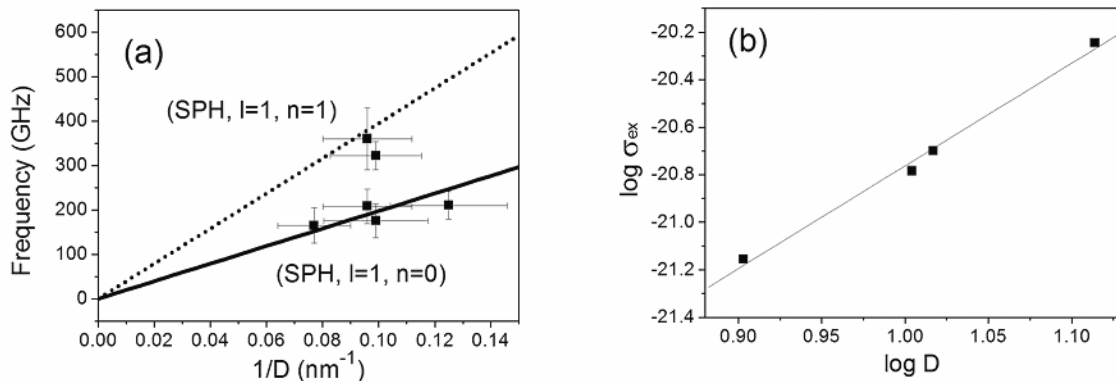 (a)
600
500
400
300
200
100
0
Frequency (GHz)
(SPH, l=1, n=1)
(SPH, l=1, n=0)
0.00 0.02 0.04 0.06 0.08 0.10 0.12 0.14
1/D (nm⁻¹)
(b)
-20.2
-20.4
-20.6
-20.8
-21.0
-21.2
-21.4
log σex
0.90 0.95 1.00 1.05 1.10
log D